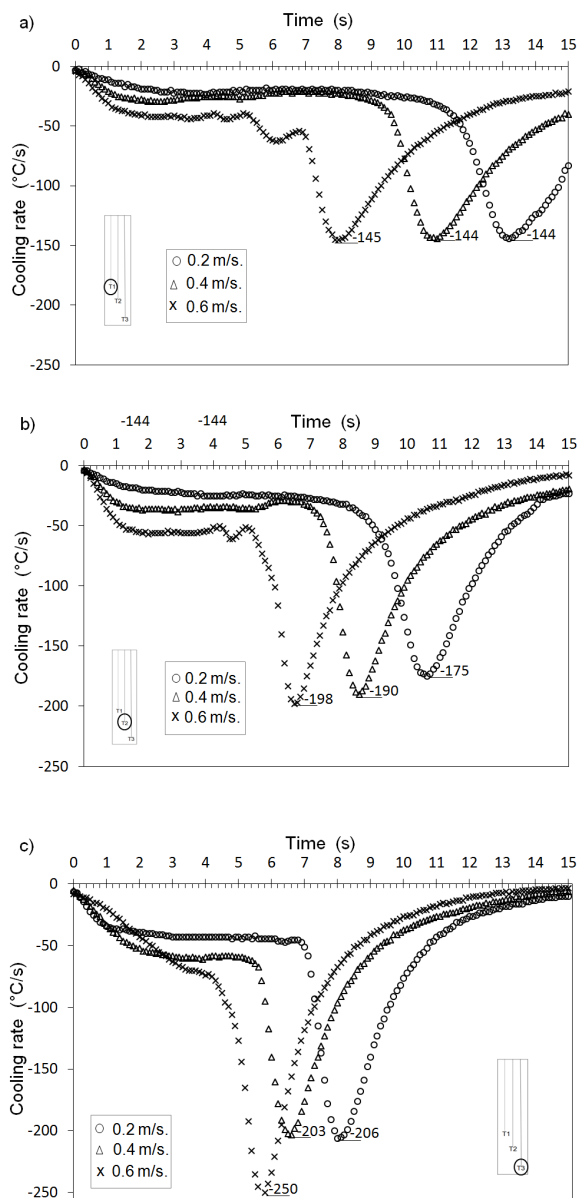 a)
Time (s)
0 1 2 3 4 5 6 7 8 9 10 11 12 13 14 15
Cooling rate (°C/s)
0
-50
-100
-150
-200
-250
-145
-144
-144
T1
T2
T3
0.2 m/s.
0.4 m/s.
0.6 m/s.
b)
-144 -144
Time (s)
0 1 2 3 4 5 6 7 8 9 10 11 12 13 14 15
Cooling rate (°C/s)
0
-50
-100
-150
-200
-250
-198
-190
-175
T1
T2
T3
0.2 m/s.
0.4 m/s.
0.6 m/s.
c)
Time (s)
0 1 2 3 4 5 6 7 8 9 10 11 12 13 14 15
Cooling rate (°C/s)
0
-50
-100
-150
-200
-250
-250
-203
-206
0.2 m/s.
0.4 m/s.
0.6 m/s.
T1
T2
T3